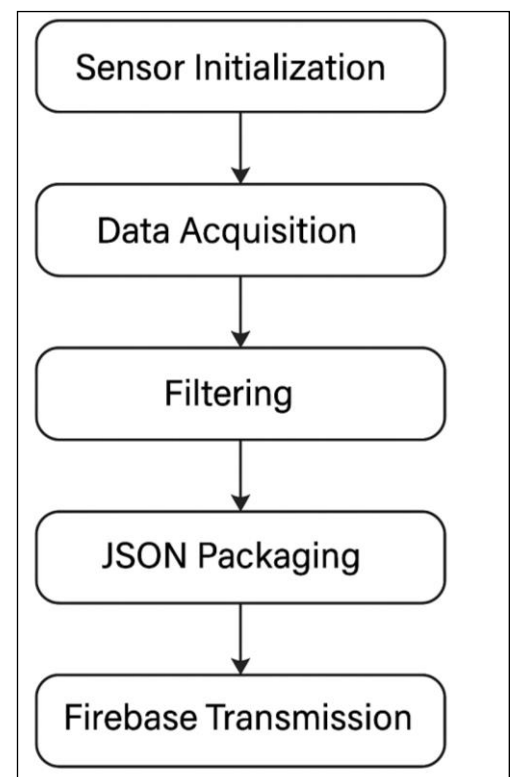 Sensor Initialization
Data Acquisition
Filtering
JSON Packaging
Firebase Transmission